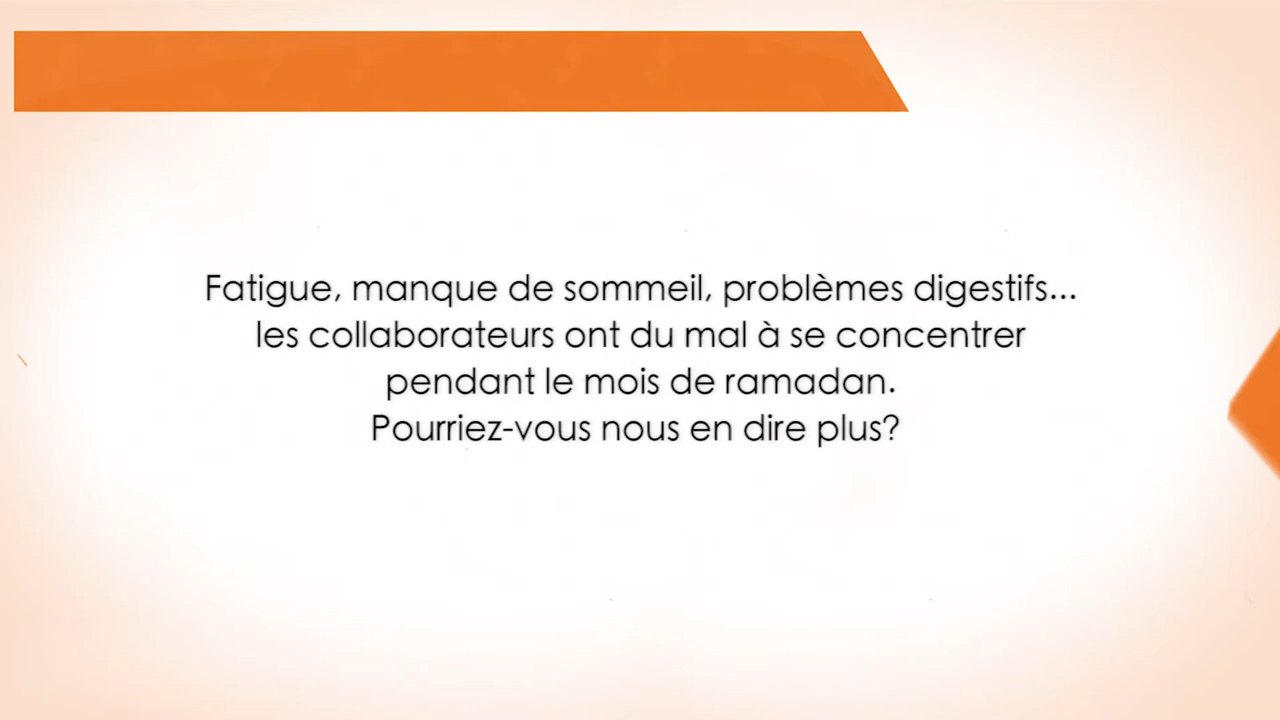 Fatigue, manque de sommeil, problèmes digestifs...
les collaborateurs ont du mal à se concentrer
pendant le mois de ramadan.
Pourriez-vous nous en dire plus?